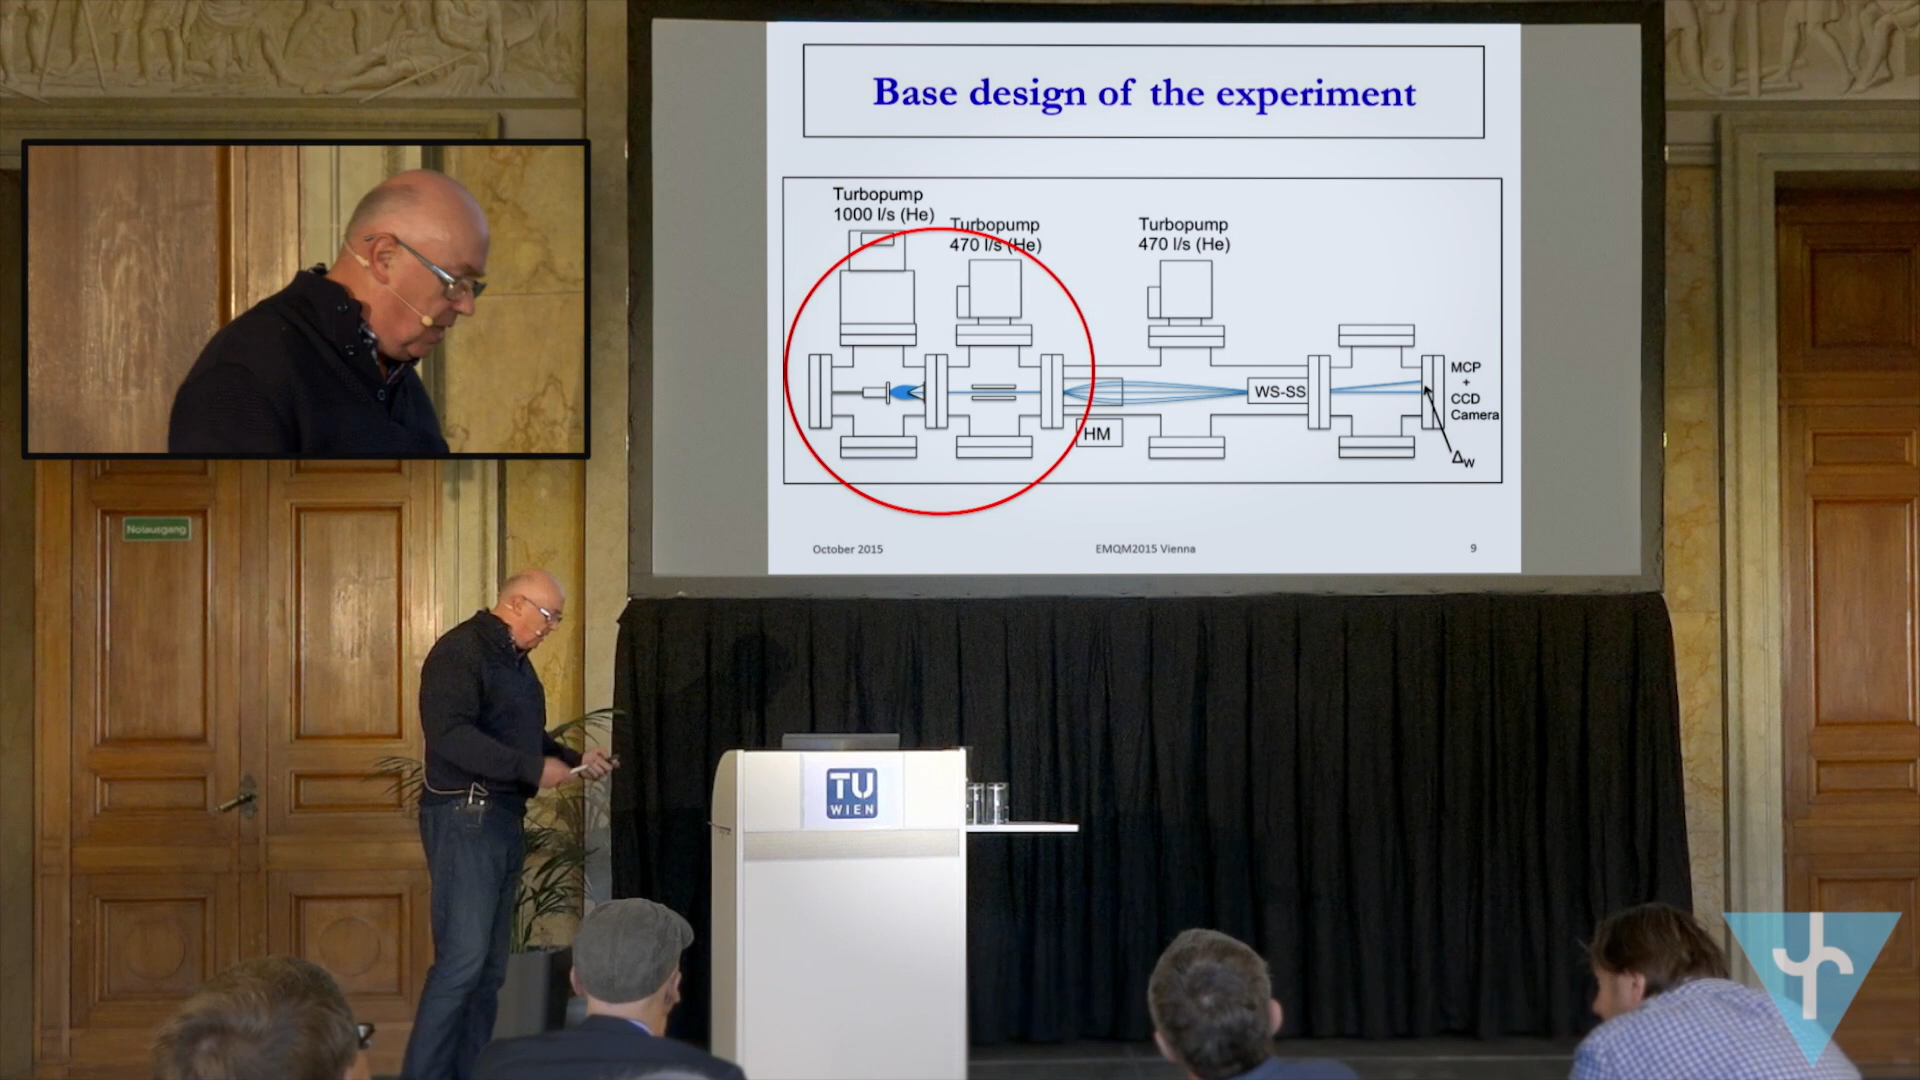 Base design of the experiment
Turbopump
1000 l/s (He)
Turbopump
470 l/s (He)
Turbopump
470 l/s (He)
WS-SS
HM
MCP
+
CCD
Camera
Δw
October 2015
EMQM2015 Vienna
9
Notausgang
TU
WIEN